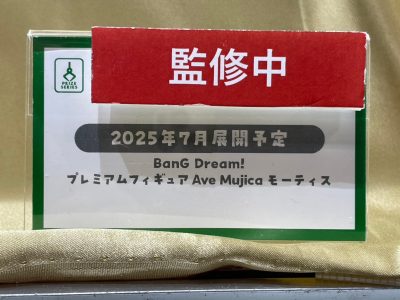 監修中
PRIZE
SERIES
2025年7月展開予定
BanG Dream!
プレミアムフィギュア Ave Mujica モーティス